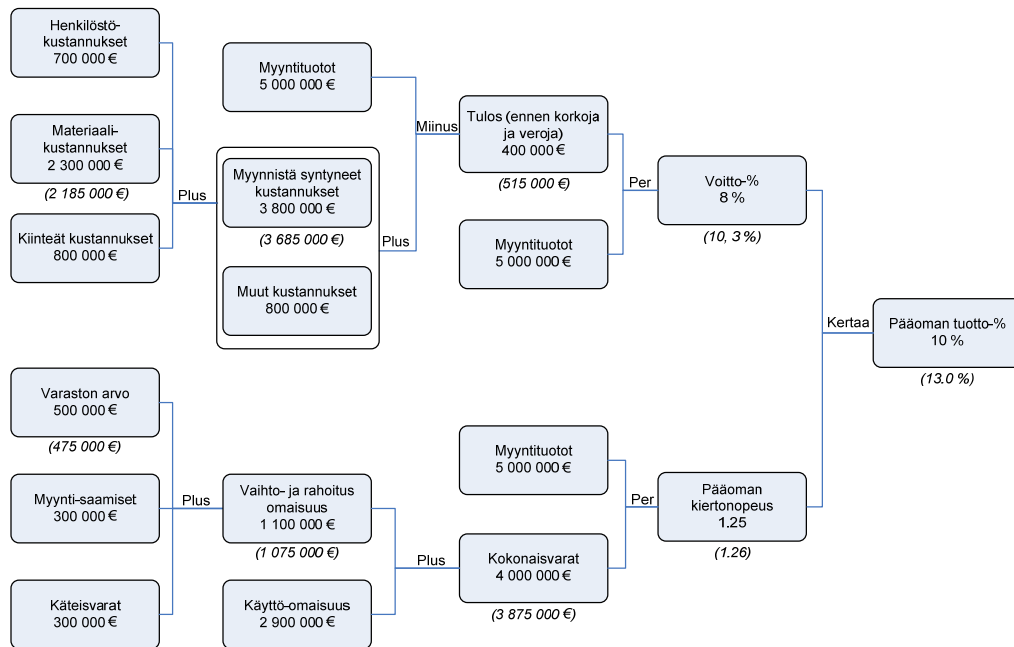 Henkilöstö-
kustannukset
700 000 €
Materiaali-
kustannukset
2 300 000 €
(2 185 000 €)
Kiinteät kustannukset
800 000 €
Plus
Myyntituotot
5 000 000 €
Myynnistä syntyneet
kustannukset
3 800 000 €
(3 685 000 €)
Muut kustannukset
800 000 €
Plus
Miinus
Tulos (ennen korkoja
ja veroja)
400 000 €
(515 000 €)
Myyntituotot
5 000 000 €
Per
Voitto-%
8 %
(10, 3 %)
Kertaa
Pääoman tuotto-%
10 %
(13.0 %)
Varaston arvo
500 000 €
(475 000 €)
Myynti-saamiset
300 000 €
Käteisvarat
300 000 €
Plus
Vaihto- ja rahoitus
omaisuus
1 100 000 €
(1 075 000 €)
Käyttö-omaisuus
2 900 000 €
Plus
Myyntituotot
5 000 000 €
Kokonaisvarat
4 000 000 €
(3 875 000 €)
Per
Pääoman
kiertonopeus
1.25
(1.26)